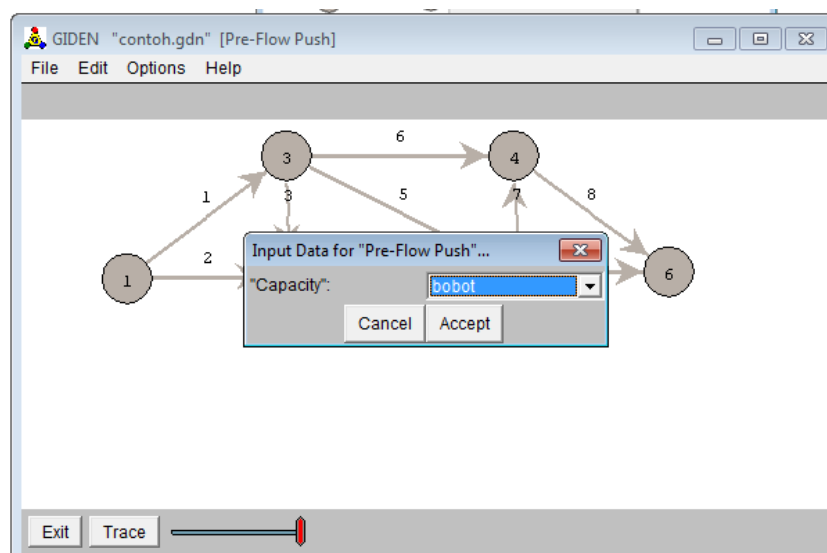 GIDEN "contoh.gdn" [Pre-Flow Push]
File Edit Options Help
6
3 4
1 3 5 7 8
Input Data for "Pre-Flow Push"...
2
1 6
"Capacity": bobot
Cancel Accept
Exit Trace